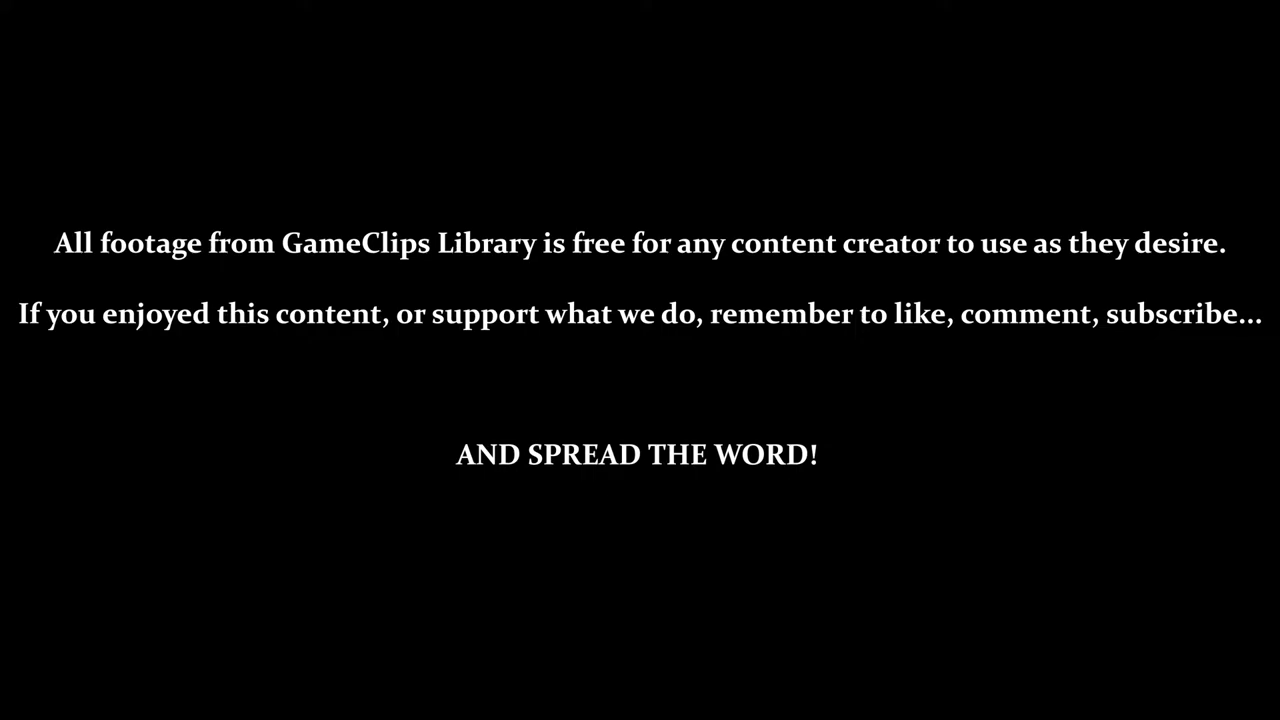 All footage from GameClips Library is free for any content creator to use as they desire.
If you enjoyed this content, or support what we do, remember to like, comment, subscribe...
AND SPREAD THE WORD!